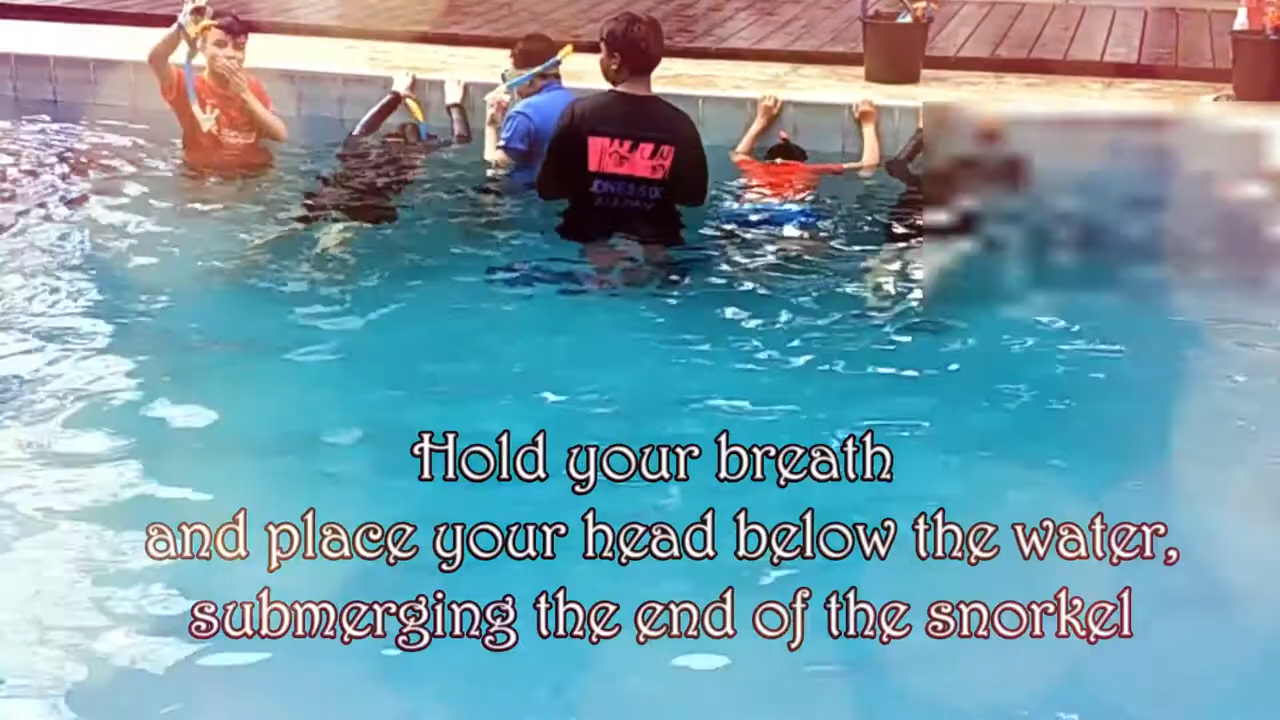 Hold your breath
and place your head below the water,
submerging the end of the snorkel